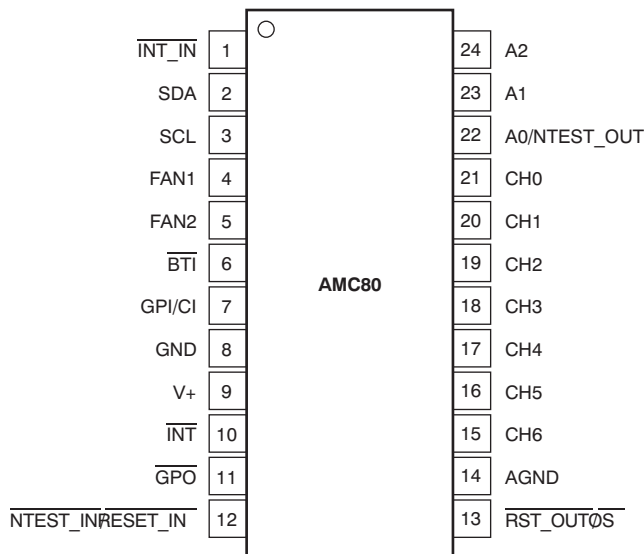 INT_IN 1 24 A2
SDA 2 23 A1
SCL 3 22 A0/NTEST_OUT
FAN1 4 21 CH0
FAN2 5 20 CH1
BTI 6 19 CH2
AMC80
GPI/CI 7 18 CH3
GND 8 17 CH4
V+ 9 16 CH5
INT 10 15 CH6
GPO 11 14 AGND
NTEST_IN/RESET_IN 12 13 RST_OUT/OS